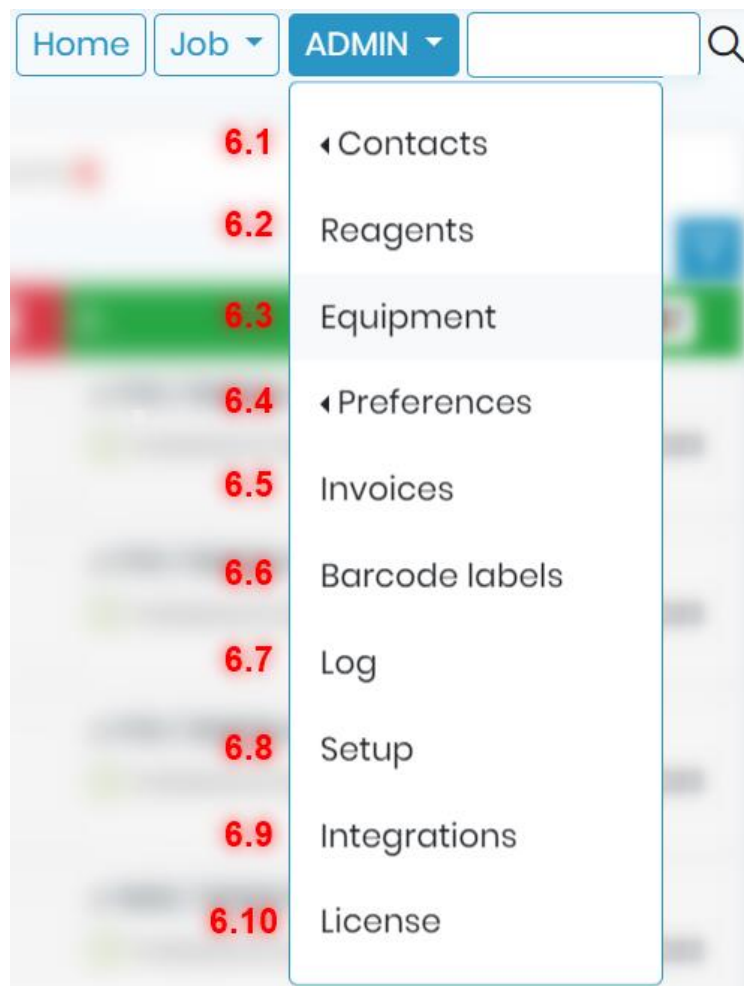 Home Job ADMIN
6.1 Contacts
6.2 Reagents
6.3 Equipment
6.4 Preferences
6.5 Invoices
6.6 Barcode labels
6.7 Log
6.8 Setup
6.9 Integrations
6.10 License